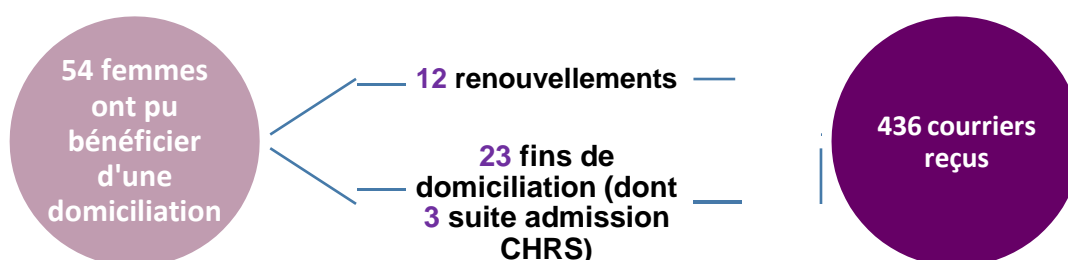 54 femmes
ont pu
bénéficier
d'une
domiciliation
12 renouvellements
23 fins de
domiciliation (dont
3 suite admission
CHRS)
436 courriers
reçus